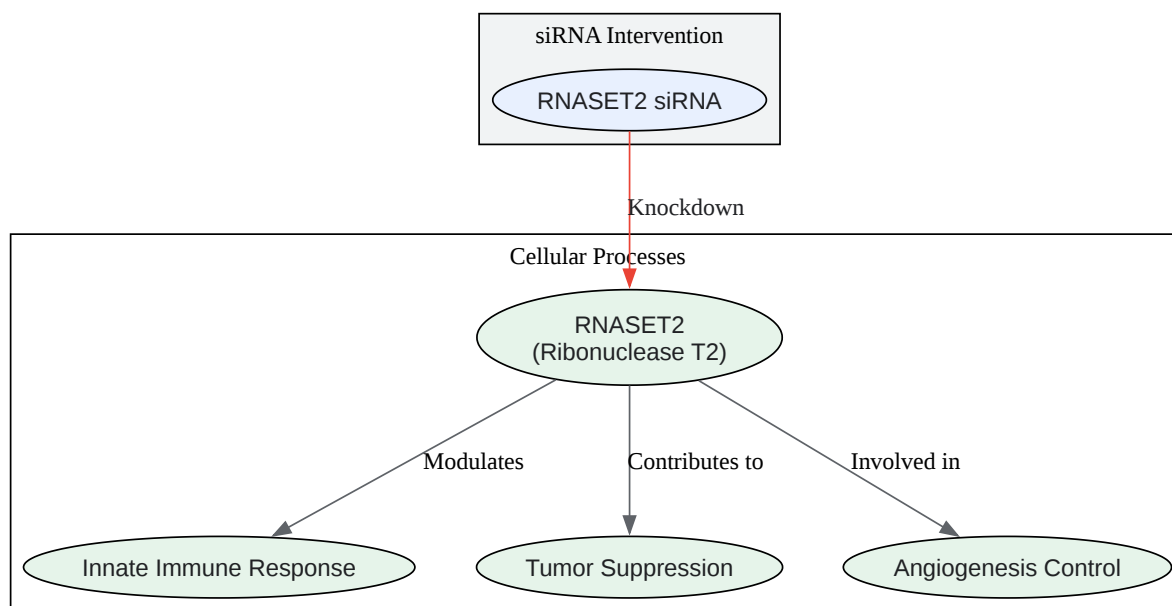 siRNA Intervention
RNASET2 siRNA
Knockdown
Cellular Processes
RNASET2
(Ribonuclease T2)
Modulates
Contributes to
Involved in
Innate Immune Response
Tumor Suppression
Angiogenesis Control